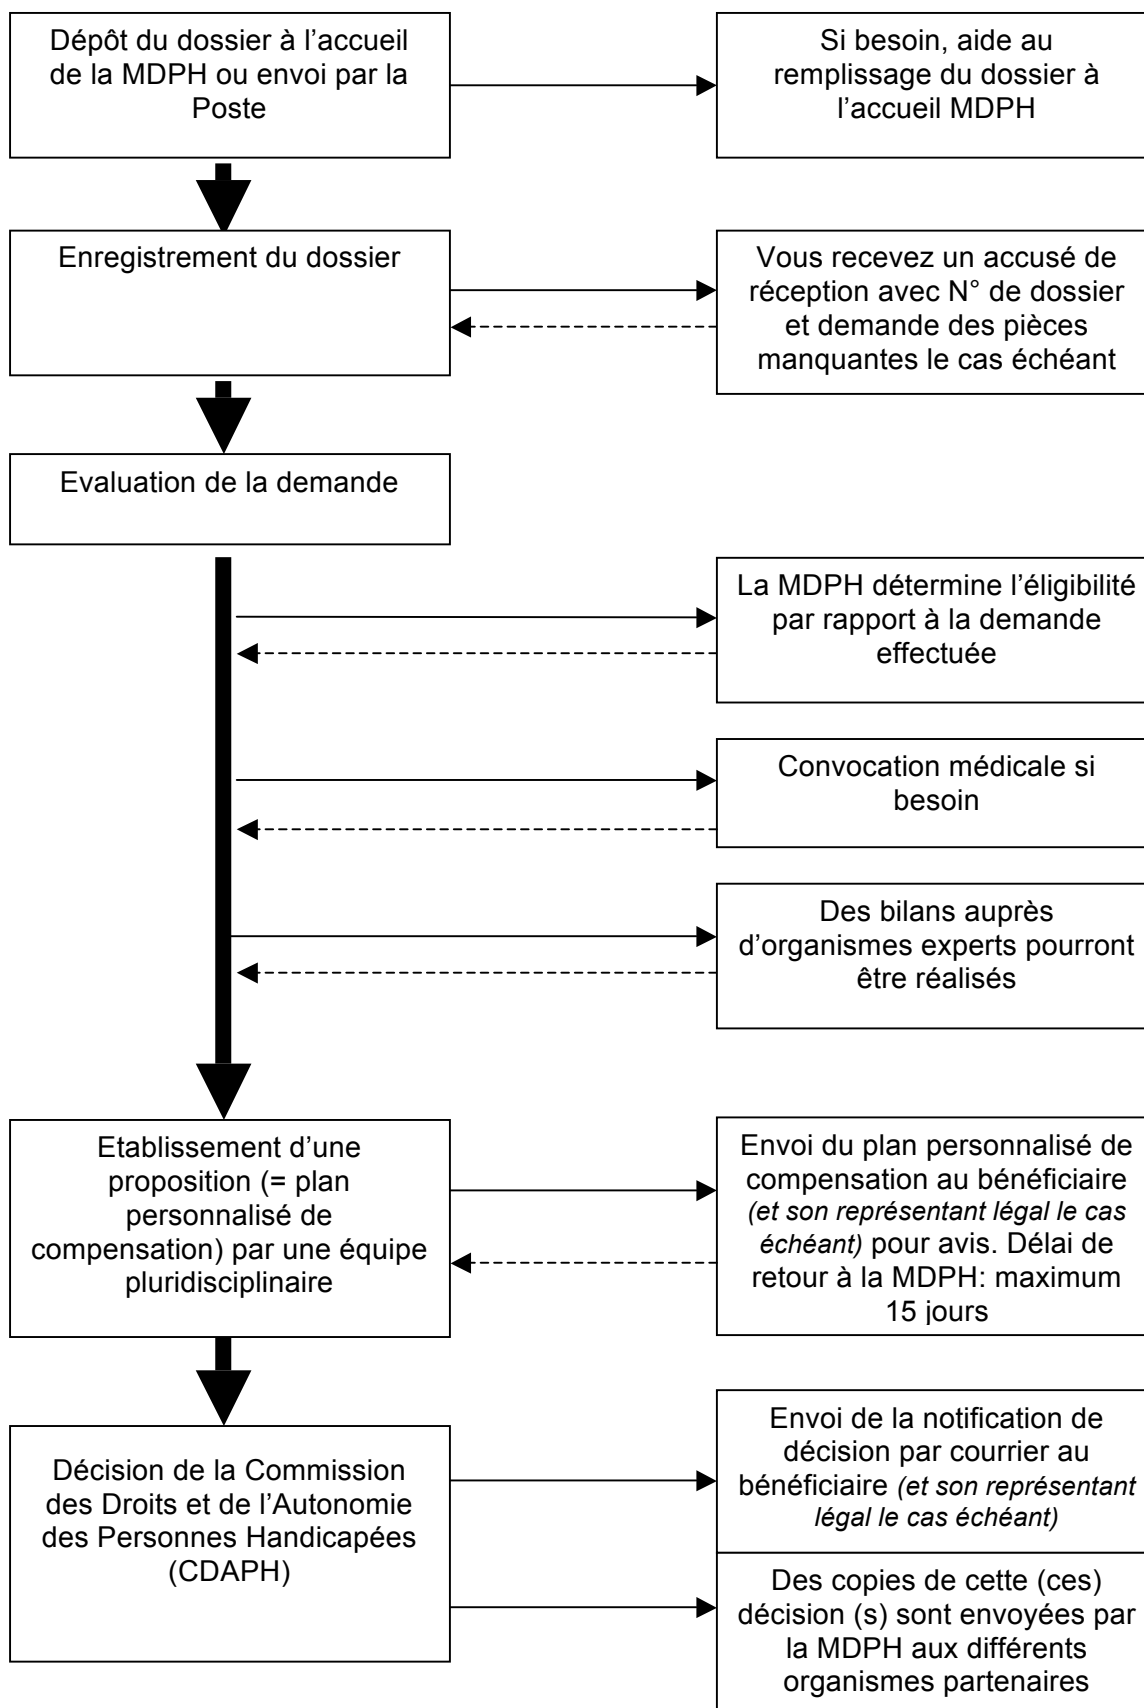 Dépôt du dossier à l’accueil
de la MDPH ou envoi par la
Poste
Si besoin, aide au
remplissage du dossier à
l’accueil MDPH
Enregistrement du dossier
Vous recevez un accusé de
réception avec N° de dossier
et demande des pièces
manquantes le cas échéant
Evaluation de la demande
La MDPH détermine l’éligibilité
par rapport à la demande
effectuée
Convocation médicale si
besoin
Des bilans auprès
d’organismes experts pourront
être réalisés
Etablissement d’une
proposition (= plan
personnalisé de
compensation) par une équipe
pluridisciplinaire
Envoi du plan personnalisé de
compensation au bénéficiaire
(et son représentant légal le cas
échéant) pour avis. Délai de
retour à la MDPH: maximum
15 jours
Décision de la Commission
des Droits et de l’Autonomie
des Personnes Handicapées
(CDAPH)
Envoi de la notification de
décision par courrier au
bénéficiaire (et son représentant
légal le cas échéant)
Des copies de cette (ces)
décision (s) sont envoyées par
la MDPH aux différents
organismes partenaires